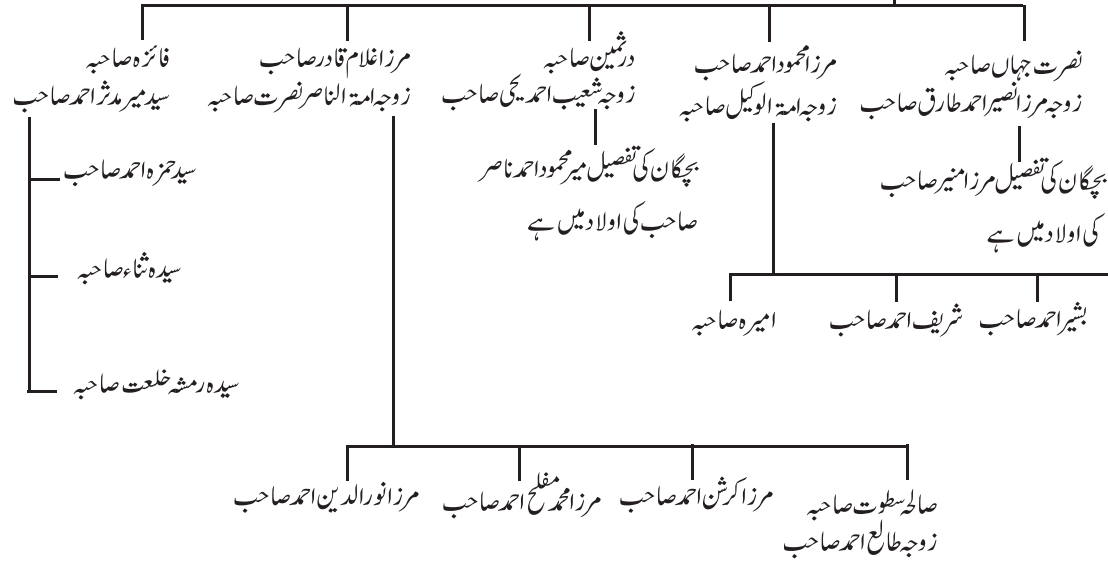 نصرت جہاں صاحبہ
زوجہ مرزا نصیر احمد طارق صاحب
بچگان کی تفصیل مرزا منیر صاحب
کی اولاد میں ہے
مرزا محمود احمد صاحب
زوجہ امۃ الوکیل صاحبہ
بشیر احمد صاحب
شریف احمد صاحب
امیرہ صاحبہ
درثمین صاحبہ
زوجہ شعیب احمد یحیٰ صاحب
بچگان کی تفصیل میر محمود احمد ناصر
صاحب کی اولاد میں ہے
مرزا غلام قادر صاحب
زوجہ امۃ الناصر نصرت صاحبہ
صالحہ سطوت صاحبہ
زوجہ طالع احمد صاحب
مرزا کرشن احمد صاحب
مرزا محمد مفلح احمد صاحب
مرزا نور الدین احمد صاحب
فائزہ صاحبہ
سید میر مدثر احمد صاحب
سید حمزہ احمد صاحب
سیدہ ثناء صاحبہ
سیدہ رمشہ خلعت صاحبہ